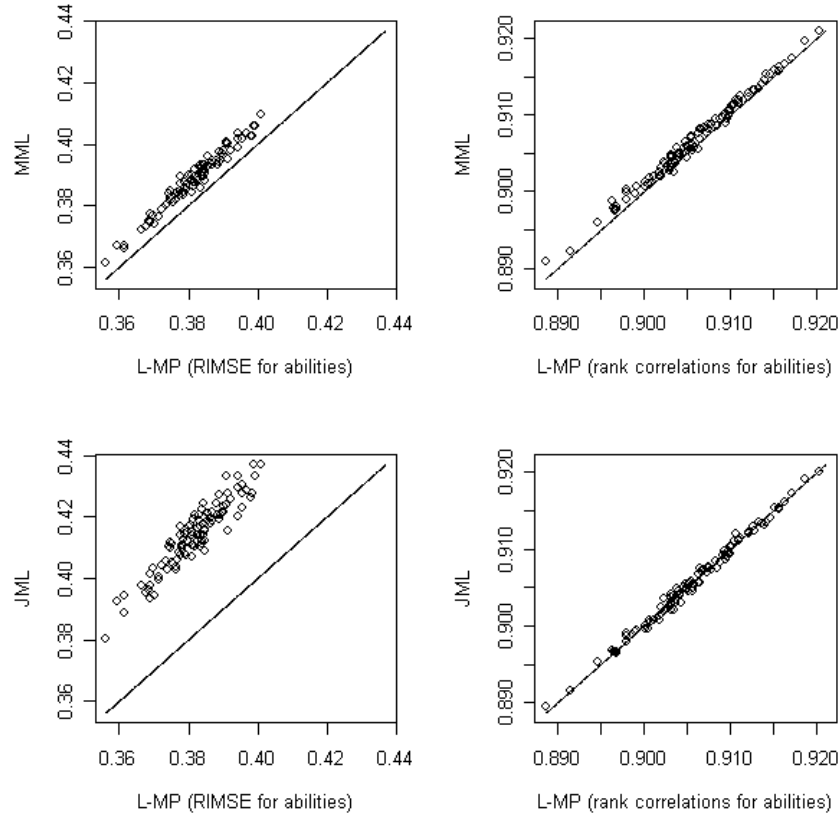 0.44
0.42
0.40
0.38
0.36
MML
0.36 0.38 0.40 0.42 0.44
L-MP (RIMSE for abilities)
0.920
0.910
0.900
0.890
MML
0.890 0.900 0.910 0.920
L-MP (rank correlations for abilities)
0.44
0.42
0.40
0.38
0.36
JML
0.36 0.38 0.40 0.42 0.44
L-MP (RIMSE for abilities)
0.920
0.910
0.900
0.890
JML
0.890 0.900 0.910 0.920
L-MP (rank correlations for abilities)